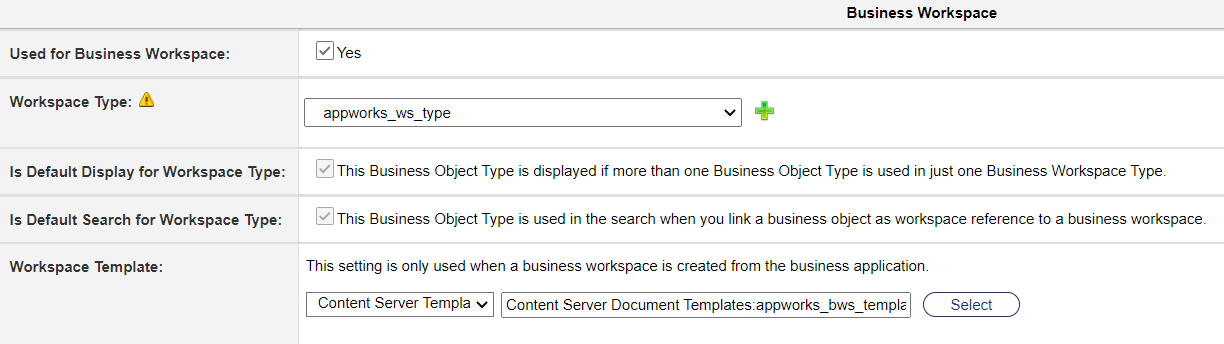 Business Workspace
Used for Business Workspace:
Yes
Workspace Type:
appworks_ws_type
Is Default Display for Workspace Type:
This Business Object Type is displayed if more than one Business Object Type is used in just one Business Workspace Type.
Is Default Search for Workspace Type:
This Business Object Type is used in the search when you link a business object as workspace reference to a business workspace.
Workspace Template:
This setting is only used when a business workspace is created from the business application.
Content Server Templa
Content Server Document Templates:appworks_bws_templa
Select